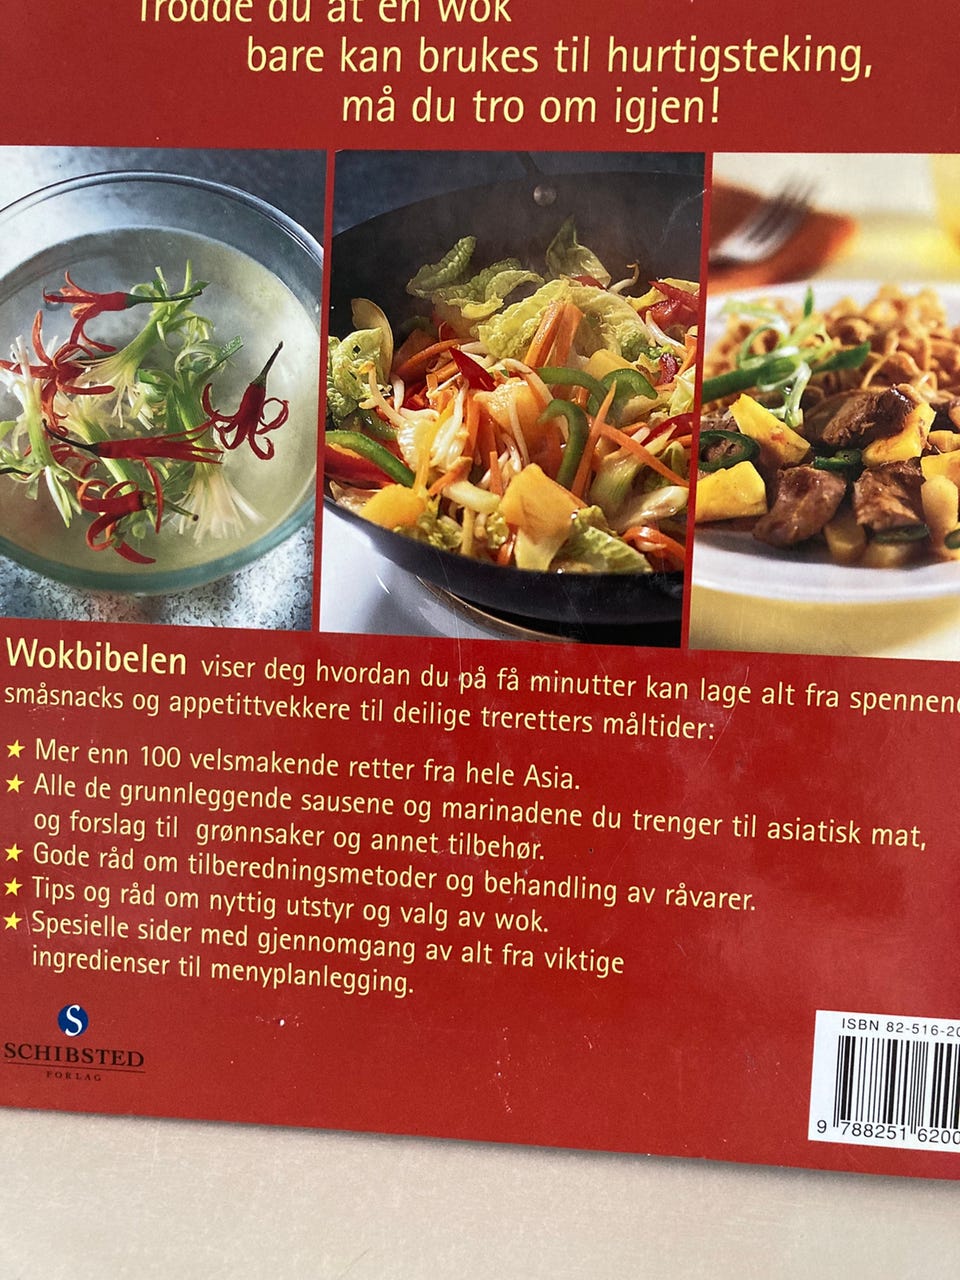 Trodde du at en wok
bare kan brukes til hurtigsteking,
må du tro om igjen!
Wokbibelen viser deg hvordan du på få minutter kan lage alt fra spennend
småsnacks og appetittvekkere til deilige treretters måltider:
★ Mer enn 100 velsmakende retter fra hele Asia.
★ Alle de grunnleggende sausene og marinadene du trenger til asiatisk mat,
og forslag til grønnsaker og annet tilbehør.
★ Gode råd om tilberedningsmetoder og behandling av råvarer.
★ Tips og råd om nyttig utstyr og valg av wok.
★ Spesielle sider med gjennomgang av alt fra viktige
ingredienser til menyplanlegging.
S
SCHIBSTED
FORLAG
ISBN 82-516-20
9 788251 6200